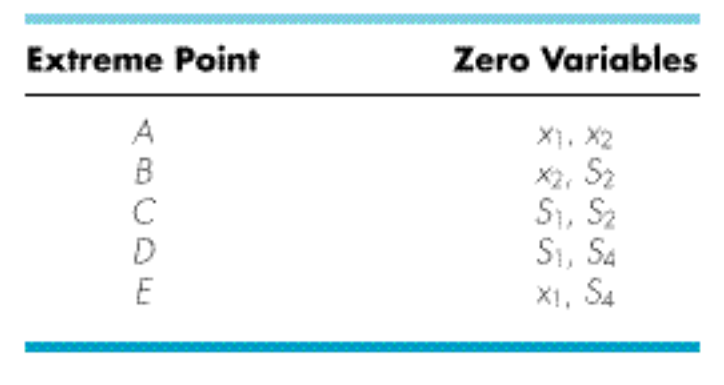 Extreme Point Zero Variables
A x₁, x₂
B x₂, S₂
C S₁, S₂
D S₁, S₄
E x₁, S₄